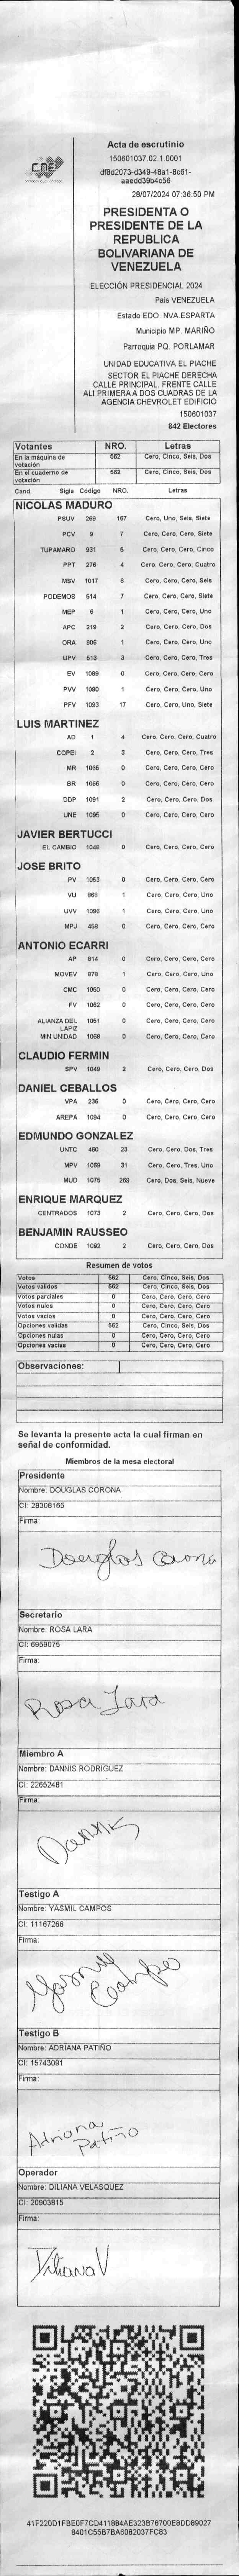 CNE
Acta de escrutinio
150601037.02.1.0001
df8d2073-d349-48a1-8c61-
aaedd39b4c56
28/07/2024 07:36:50 PM
PRESIDENTA O
PRESIDENTE DE LA
REPUBLICA
BOLIVARIANA DE
VENEZUELA
ELECCIÓN PRESIDENCIAL 2024
País VENEZUELA
Estado EDO. NVA.ESPARTA
Municipio MP. MARIÑO
Parroquia PQ. PORLAMAR
UNIDAD EDUCATIVA EL PIACHE
SECTOR EL PIACHE DERECHA
CALLE PRINCIPAL. FRENTE CALLE
ALI PRIMERA A DOS CUADRAS DE LA
AGENCIA CHEVROLET EDIFICIO
150601037
842 Electores
Votantes NRO. Letras
En la máquina de votación 562 Cero, Cinco, Seis, Dos
En el cuaderno de votación 562 Cero, Cinco, Seis, Dos
Cand. Sigla Código NRO. Letras
NICOLAS MADURO
PSUV 269 167 Cero, Uno, Seis, Siete
PCV 9 7 Cero, Cero, Cero, Siete
TUPAMARO 931 5 Cero, Cero, Cero, Cinco
PPT 276 4 Cero, Cero, Cero, Cuatro
MSV 1017 6 Cero, Cero, Cero, Seis
PODEMOS 514 7 Cero, Cero, Cero, Siete
MEP 6 1 Cero, Cero, Cero, Uno
APC 219 2 Cero, Cero, Cero, Dos
ORA 906 1 Cero, Cero, Cero, Uno
UPV 513 3 Cero, Cero, Cero, Tres
EV 1089 0 Cero, Cero, Cero, Cero
PVV 1090 1 Cero, Cero, Cero, Uno
PFV 1093 17 Cero, Cero, Uno, Siete
LUIS MARTINEZ
AD 1 4 Cero, Cero, Cero, Cuatro
COPEI 2 3 Cero, Cero, Cero, Tres
MR 1065 0 Cero, Cero, Cero, Cero
BR 1066 0 Cero, Cero, Cero, Cero
DDP 1091 2 Cero, Cero, Cero, Dos
UNE 1095 0 Cero, Cero, Cero, Cero
JAVIER BERTUCCI
EL CAMBIO 1048 0 Cero, Cero, Cero, Cero
JOSE BRITO
PV 1053 0 Cero, Cero, Cero, Cero
VU 868 1 Cero, Cero, Cero, Uno
UVV 1096 1 Cero, Cero, Cero, Uno
MPJ 458 0 Cero, Cero, Cero, Cero
ANTONIO ECARRI
AP 814 0 Cero, Cero, Cero, Cero
MOVEV 878 1 Cero, Cero, Cero, Uno
CMC 1050 0 Cero, Cero, Cero, Cero
FV 1062 0 Cero, Cero, Cero, Cero
ALIANZA DEL LAPIZ 1051 0 Cero, Cero, Cero, Cero
MIN UNIDAD 1068 0 Cero, Cero, Cero, Cero
CLAUDIO FERMIN
SPV 1049 2 Cero, Cero, Cero, Dos
DANIEL CEBALLOS
VPA 236 0 Cero, Cero, Cero, Cero
AREPA 1094 0 Cero, Cero, Cero, Cero
EDMUNDO GONZALEZ
UNTC 460 23 Cero, Cero, Dos, Tres
MPV 1069 31 Cero, Cero, Tres, Uno
MUD 1075 269 Cero, Dos, Seis, Nueve
ENRIQUE MARQUEZ
CENTRADOS 1073 2 Cero, Cero, Cero, Dos
BENJAMIN RAUSSEO
CONDE 1092 2 Cero, Cero, Cero, Dos
Resumen de votos
Votos 562 Cero, Cinco, Seis, Dos
Votos validos 562 Cero, Cinco, Seis, Dos
Votos parciales 0 Cero, Cero, Cero, Cero
Votos nulos 0 Cero, Cero, Cero, Cero
Votos vacios 0 Cero, Cero, Cero, Cero
Opciones validas 562 Cero, Cinco, Seis, Dos
Opciones nulas 0 Cero, Cero, Cero, Cero
Opciones vacias 0 Cero, Cero, Cero, Cero
Observaciones:
Se levanta la presente acta la cual firman en
señal de conformidad.
Miembros de la mesa electoral
Presidente
Nombre: DOUGLAS CORONA
CI: 28308165
Firma:
Douglas Corona
Secretario
Nombre: ROSA LARA
CI: 6959075
Firma:
Rosa Lara
Miembro A
Nombre: DANNIS RODRIGUEZ
CI: 22652481
Firma:
Dannis
Testigo A
Nombre: YASMIL CAMPOS
CI: 11167266
Firma:
Yasmil
Campos
Testigo B
Nombre: ADRIANA PATIÑO
CI: 15743091
Firma:
Adriana
Patiño
Operador
Nombre: DILIANA VELASQUEZ
CI: 20903815
Firma:
Diliana V
41F220D1FBE0F7CD411884AE323B76700E8DD89027
8401C55B7BA6082037FC83